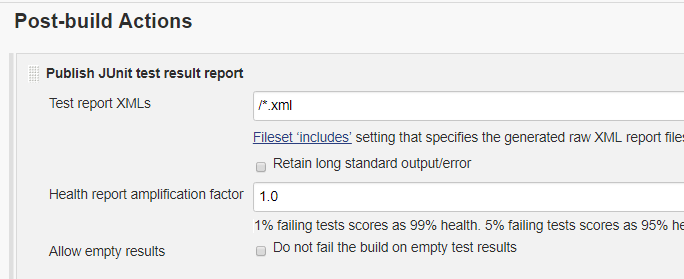 Post-build Actions
Publish JUnit test result report
Test report XMLs
/*.xml
Fileset ‘includes’ setting that specifies the generated raw XML report files
Retain long standard output/error
Health report amplification factor
1.0
1% failing tests scores as 99% health. 5% failing tests scores as 95% he
Allow empty results
Do not fail the build on empty test results